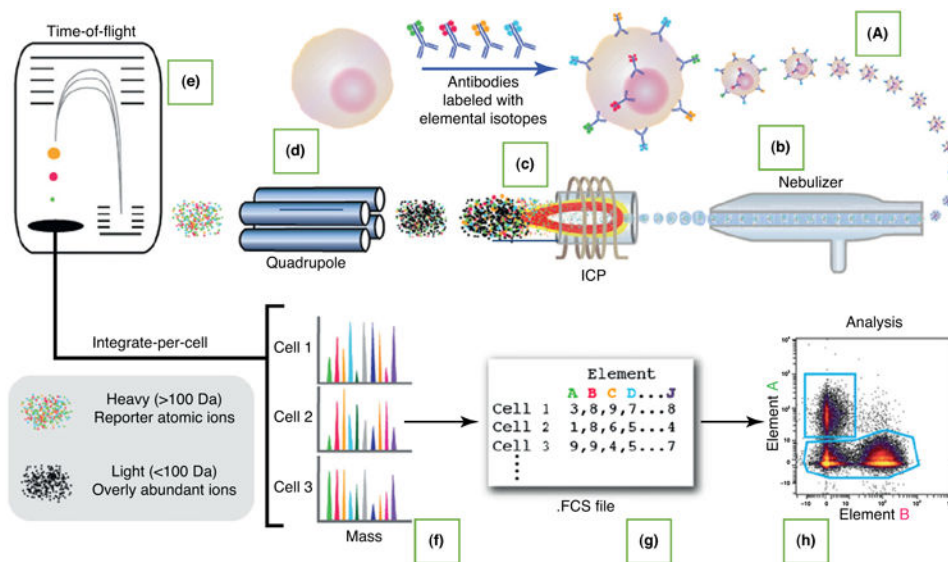 Time-of-flight
(e)
(A)
Antibodies
labeled with
elemental isotopes
(d)
(c)
(b)
Nebulizer
Quadrupole
ICP
Integrate-per-cell
Heavy (>100 Da)
Reporter atomic ions
Light (<100 Da)
Overly abundant ions
Cell 1
Cell 2
Cell 3
Mass
(f)
Element
A B C D...J
Cell 1 3,8,9,7...8
Cell 2 1,8,6,5...4
Cell 3 9,9,4,5...7
.FCS file
(g)
Analysis
Element A
Element B
(h)